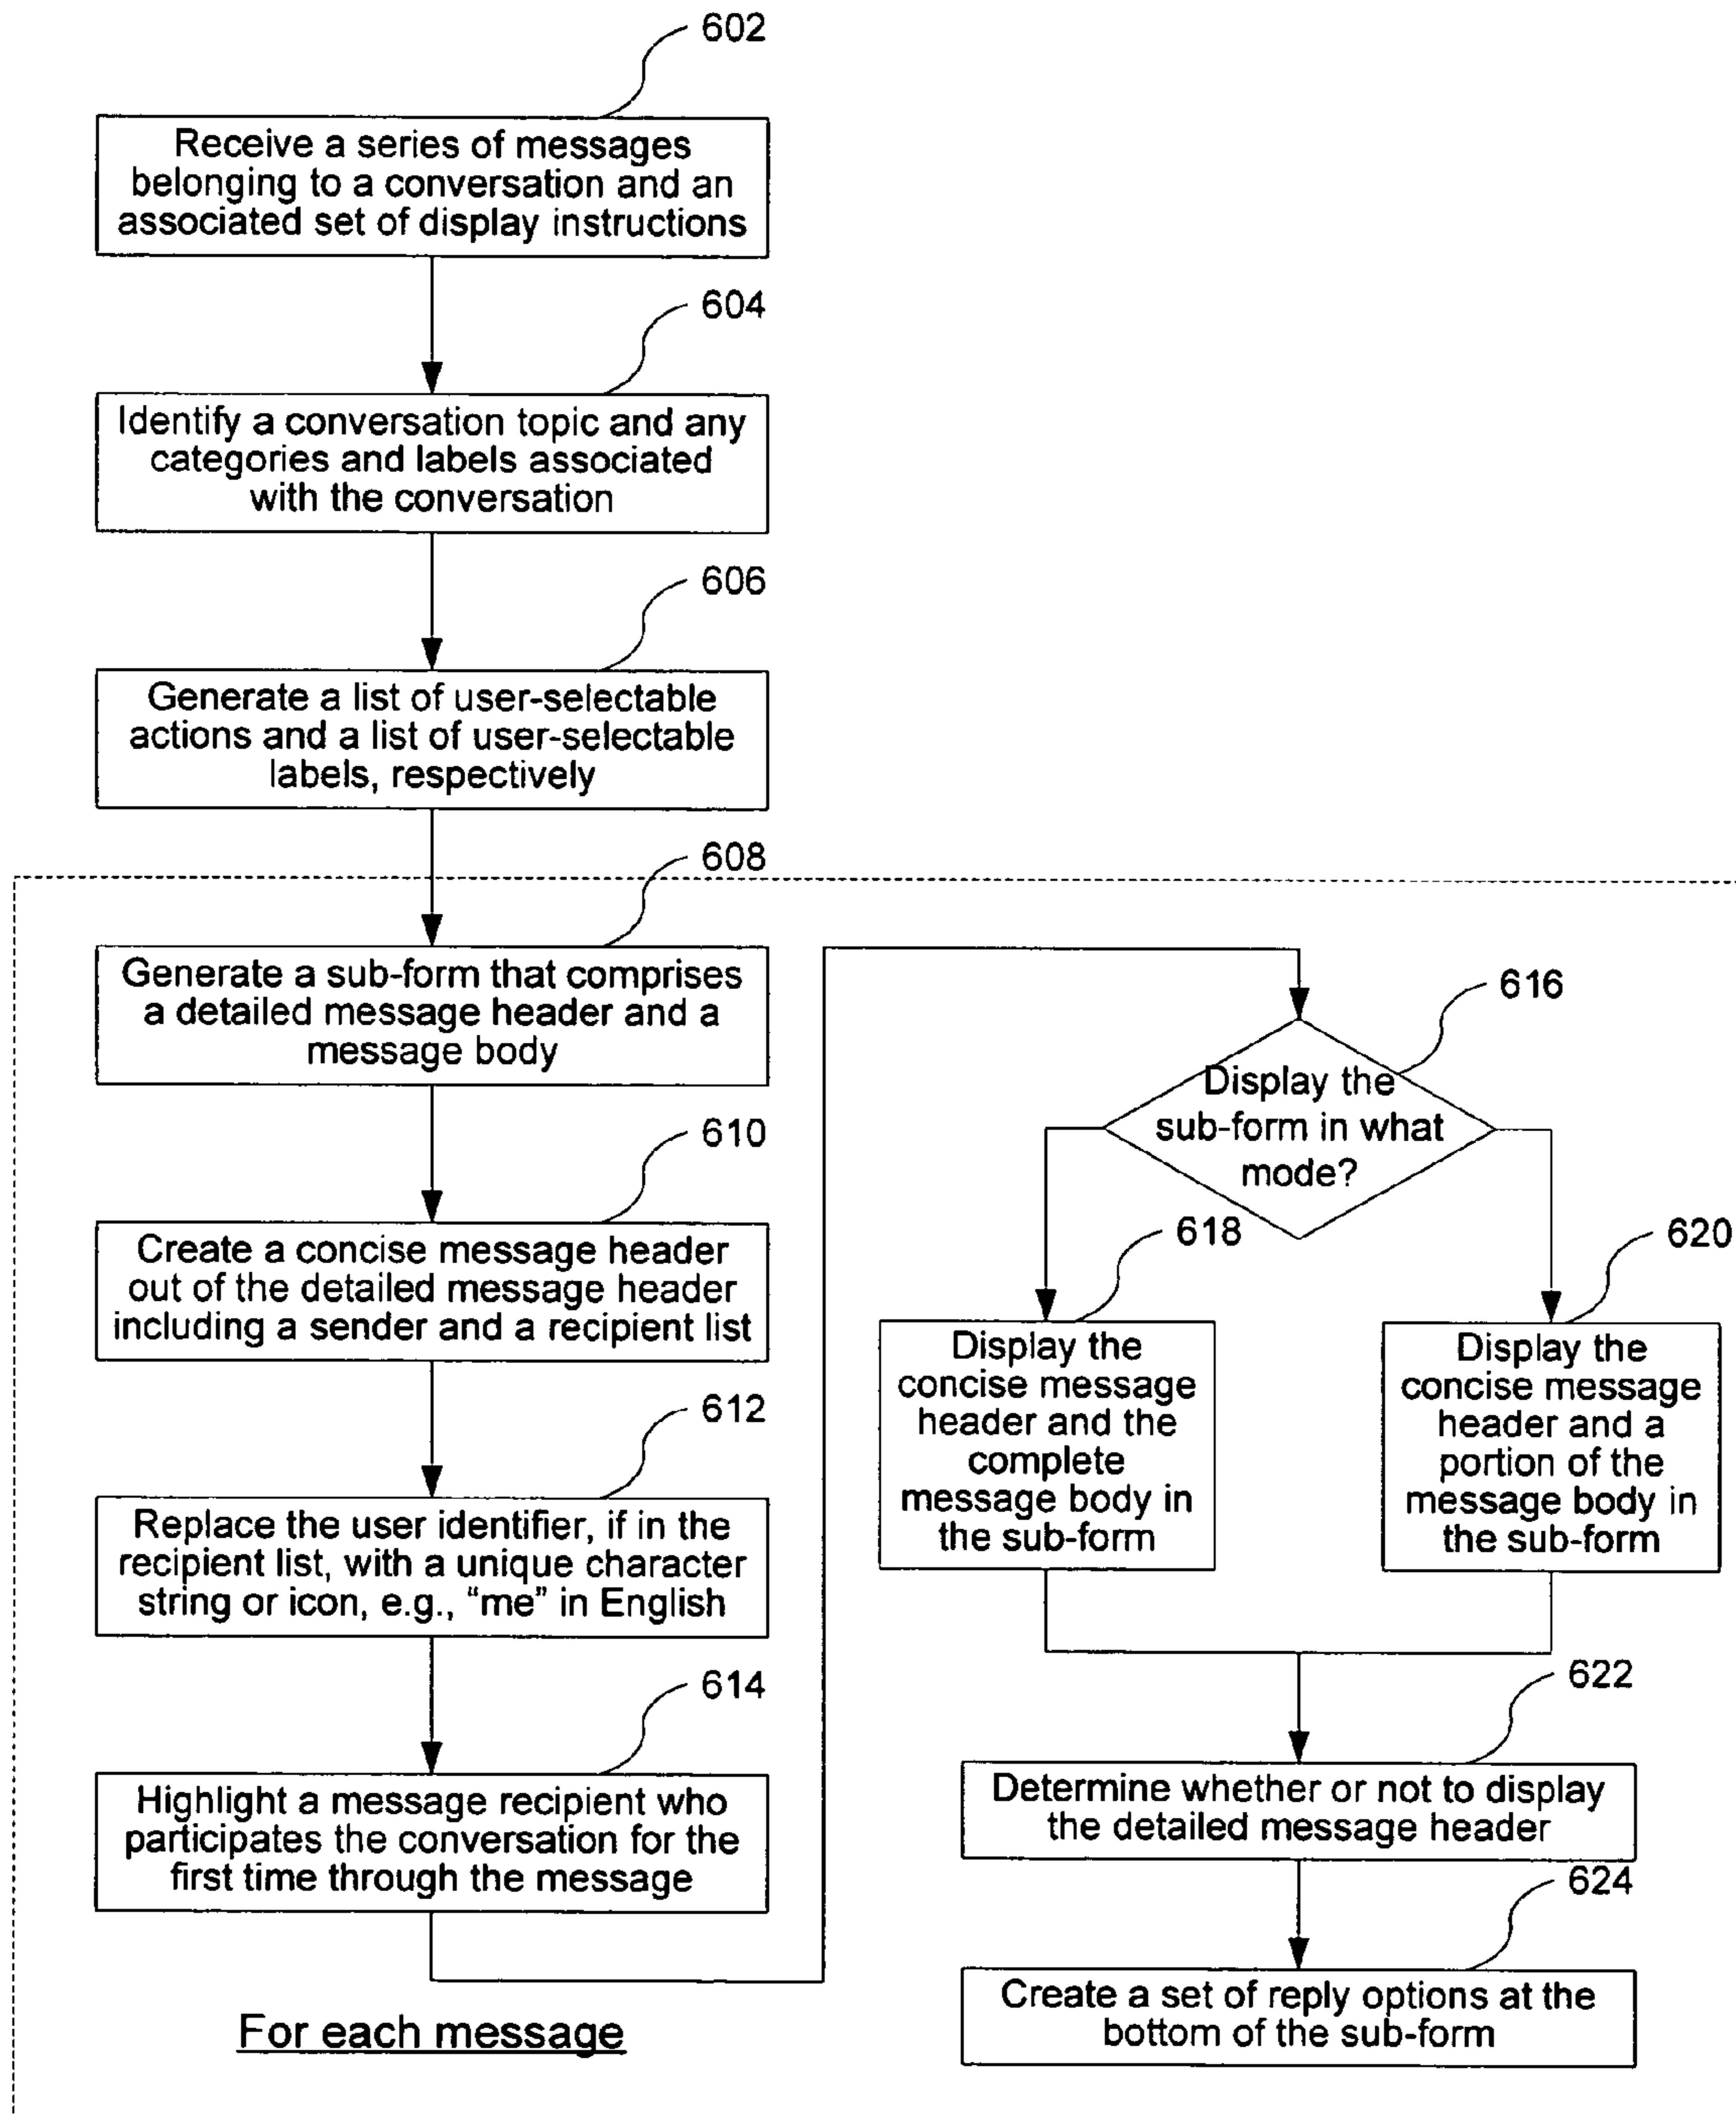 602
Receive a series of messages
belonging to a conversation and an
associated set of display instructions
604
Identify a conversation topic and any
categories and labels associated
with the conversation
606
Generate a list of user-selectable
actions and a list of user-selectable
labels, respectively
608
Generate a sub-form that comprises
a detailed message header and a
message body
610
Create a concise message header
out of the detailed message header
including a sender and a recipient list
612
Replace the user identifier, if in the
recipient list, with a unique character
string or icon, e.g., “me” in English
614
Highlight a message recipient who
participates the conversation for the
first time through the message
For each message
616
Display the
sub-form in what
mode?
618
Display the
concise message
header and the
complete
message body in
the sub-form
620
Display the
concise message
header and a
portion of the
message body in
the sub-form
622
Determine whether or not to display
the detailed message header
624
Create a set of reply options at the
bottom of the sub-form